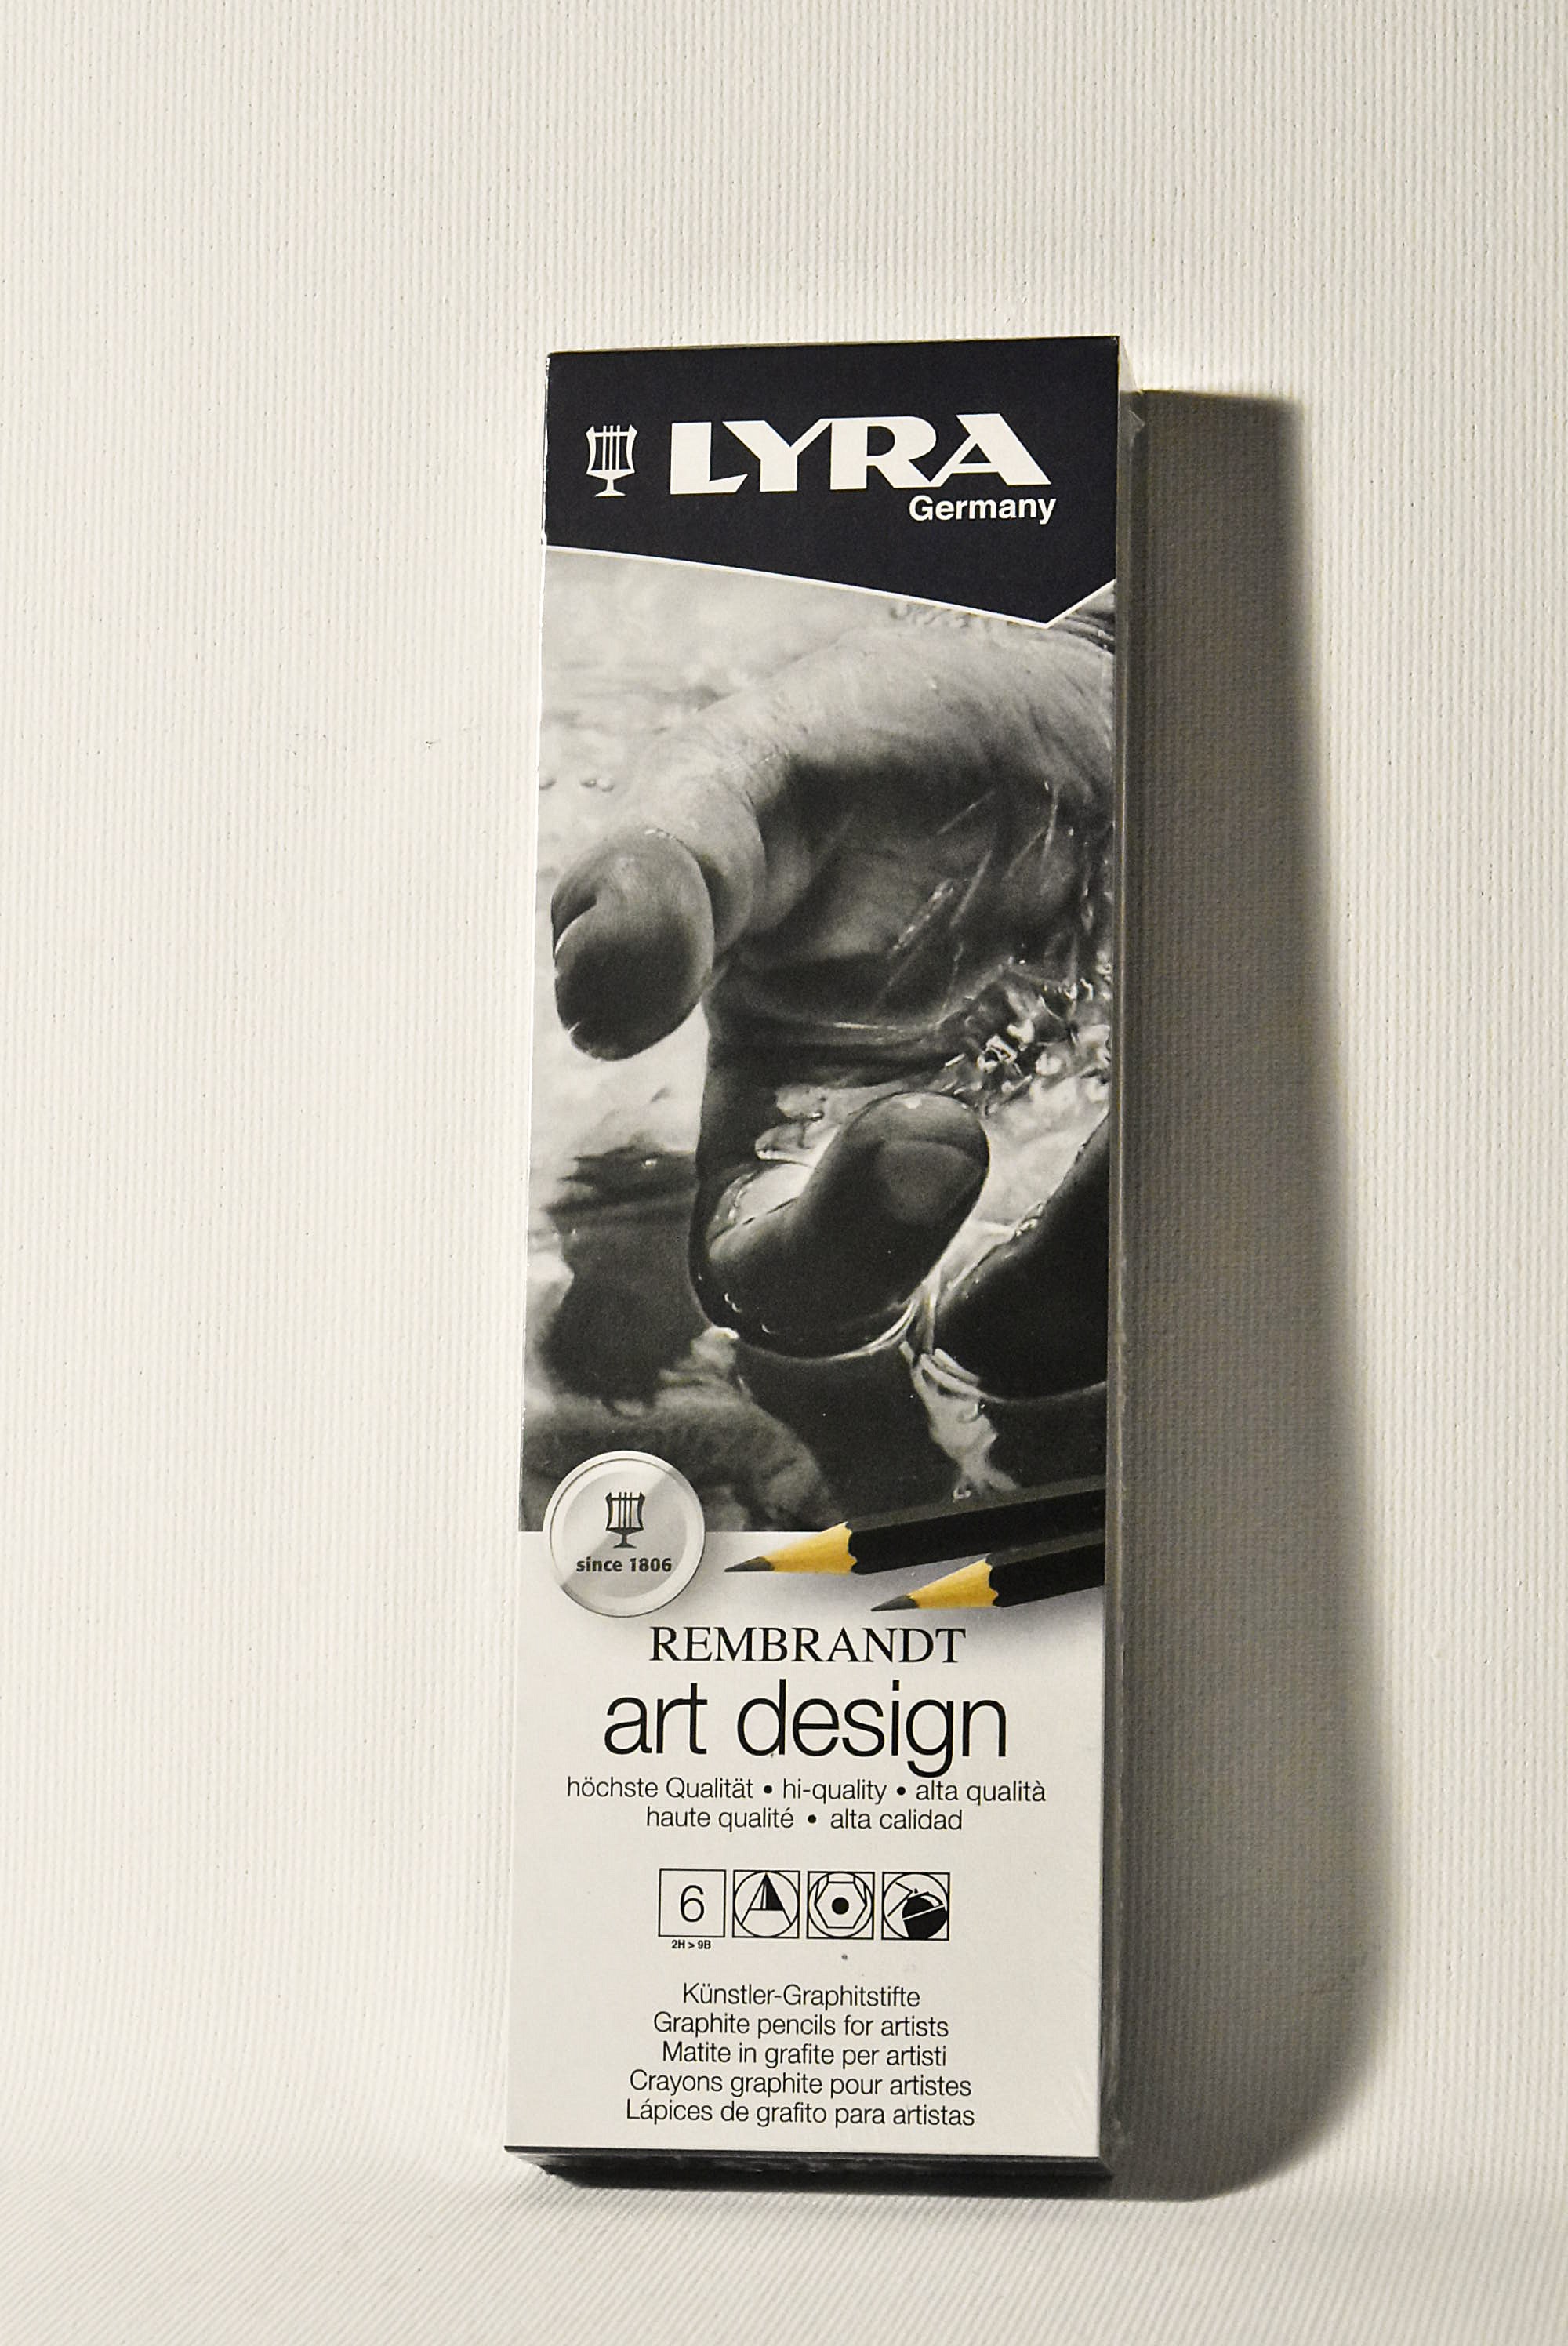 LYRA
Germany
since 1806
REMBRANDT
art design
höchste Qualität • hi-quality • alta qualità
haute qualité • alta calidad
6
2H > 9B
Künstler-Graphitstifte
Graphite pencils for artists
Matite in grafite per artisti
Crayons graphite pour artistes
Lápices de grafito para artistas